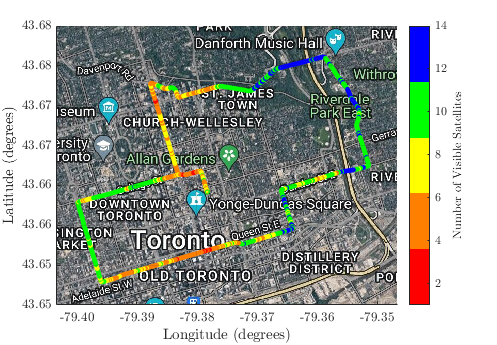 43.68
43.68
43.67
43.67
43.66
43.66
43.65
43.65
Latitude (degrees)
-79.40
-79.39
-79.38
-79.37
-79.36
-79.35
Longitude (degrees)
PARK
Danforth Music Hall
RIVE
Davenport Rd
Withro
ST. JAMES
TOWN
useum
Riverdale
Park East
CHURCH-WELLESLEY
ersity
ronto
Allan Gardens
Gerra
RIVE
DOWNTOWN
TORONTO
Yonge-Dundas Square
SINGTON
ARKET
Toronto
Queen St E
DISTILLERY
DISTRICT
OLD TORONTO
Adelaide St W
PO
14
12
10
8
6
4
2
Number of Visible Satellites